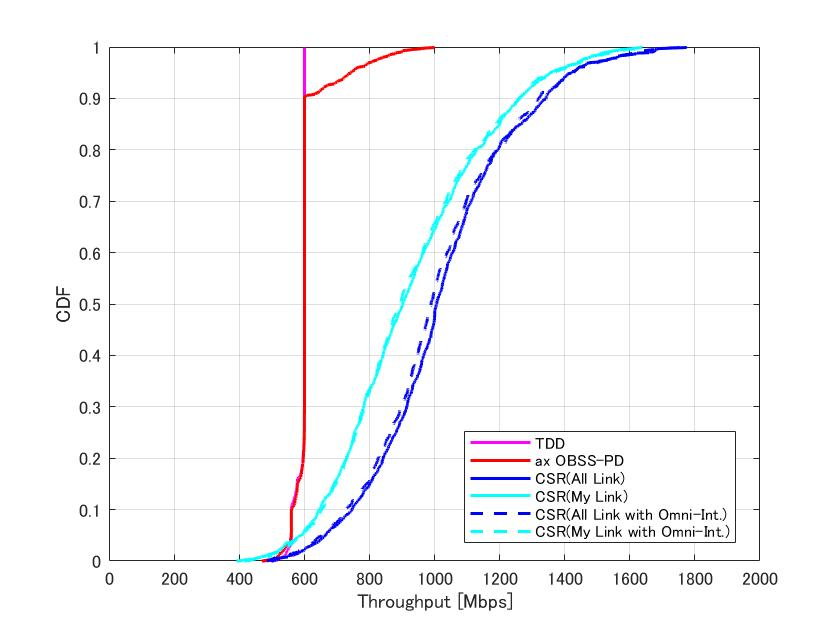 1
0.9
0.8
0.7
0.6
0.5
0.4
0.3
0.2
0.1
0
CDF
TDD
ax OBSS-PD
CSR(All Link)
CSR(My Link)
CSR(All Link with Omni-Int.)
CSR(My Link with Omni-Int.)
0 200 400 600 800 1000 1200 1400 1600 1800 2000
Throughput [Mbps]